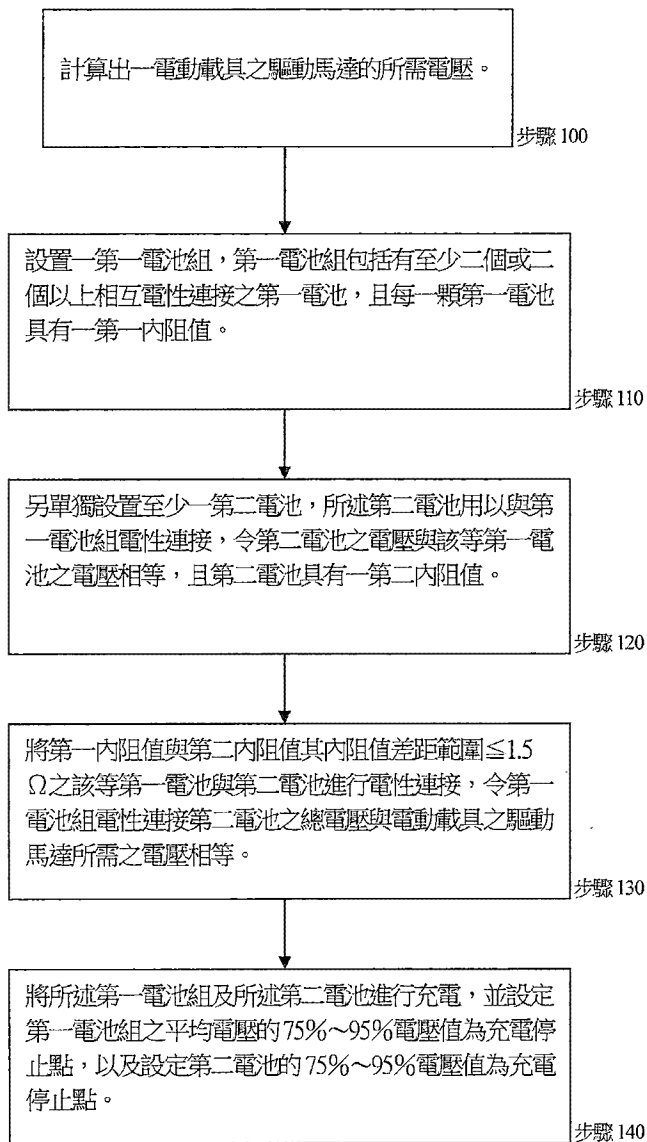 計算出一電動載具之驅動馬達的所需電壓。
步驟 100
設置一第一電池組，第一電池組包括有至少二個或二
個以上相互電性連接之第一電池，且每一顆第一電池
具有一第一內阻值。
步驟 110
另單獨設置至少一第二電池，所述第二電池用以與第
一電池組電性連接，令第二電池之電壓與該等第一電
池之電壓相等，且第二電池具有一第二內阻值。
步驟 120
將第一內阻值與第二內阻值其內阻值差距範圍≦1.5
Ω之該等第一電池與第二電池進行電性連接，令第一
電池組電性連接第二電池之總電壓與電動載具之驅動
馬達所需之電壓相等。
步驟 130
將所述第一電池組及所述第二電池進行充電，並設定
第一電池組之平均電壓的 75%～95%電壓值為充電停
止點，以及設定第二電池的 75%～95%電壓值為充電
停止點。
步驟 140